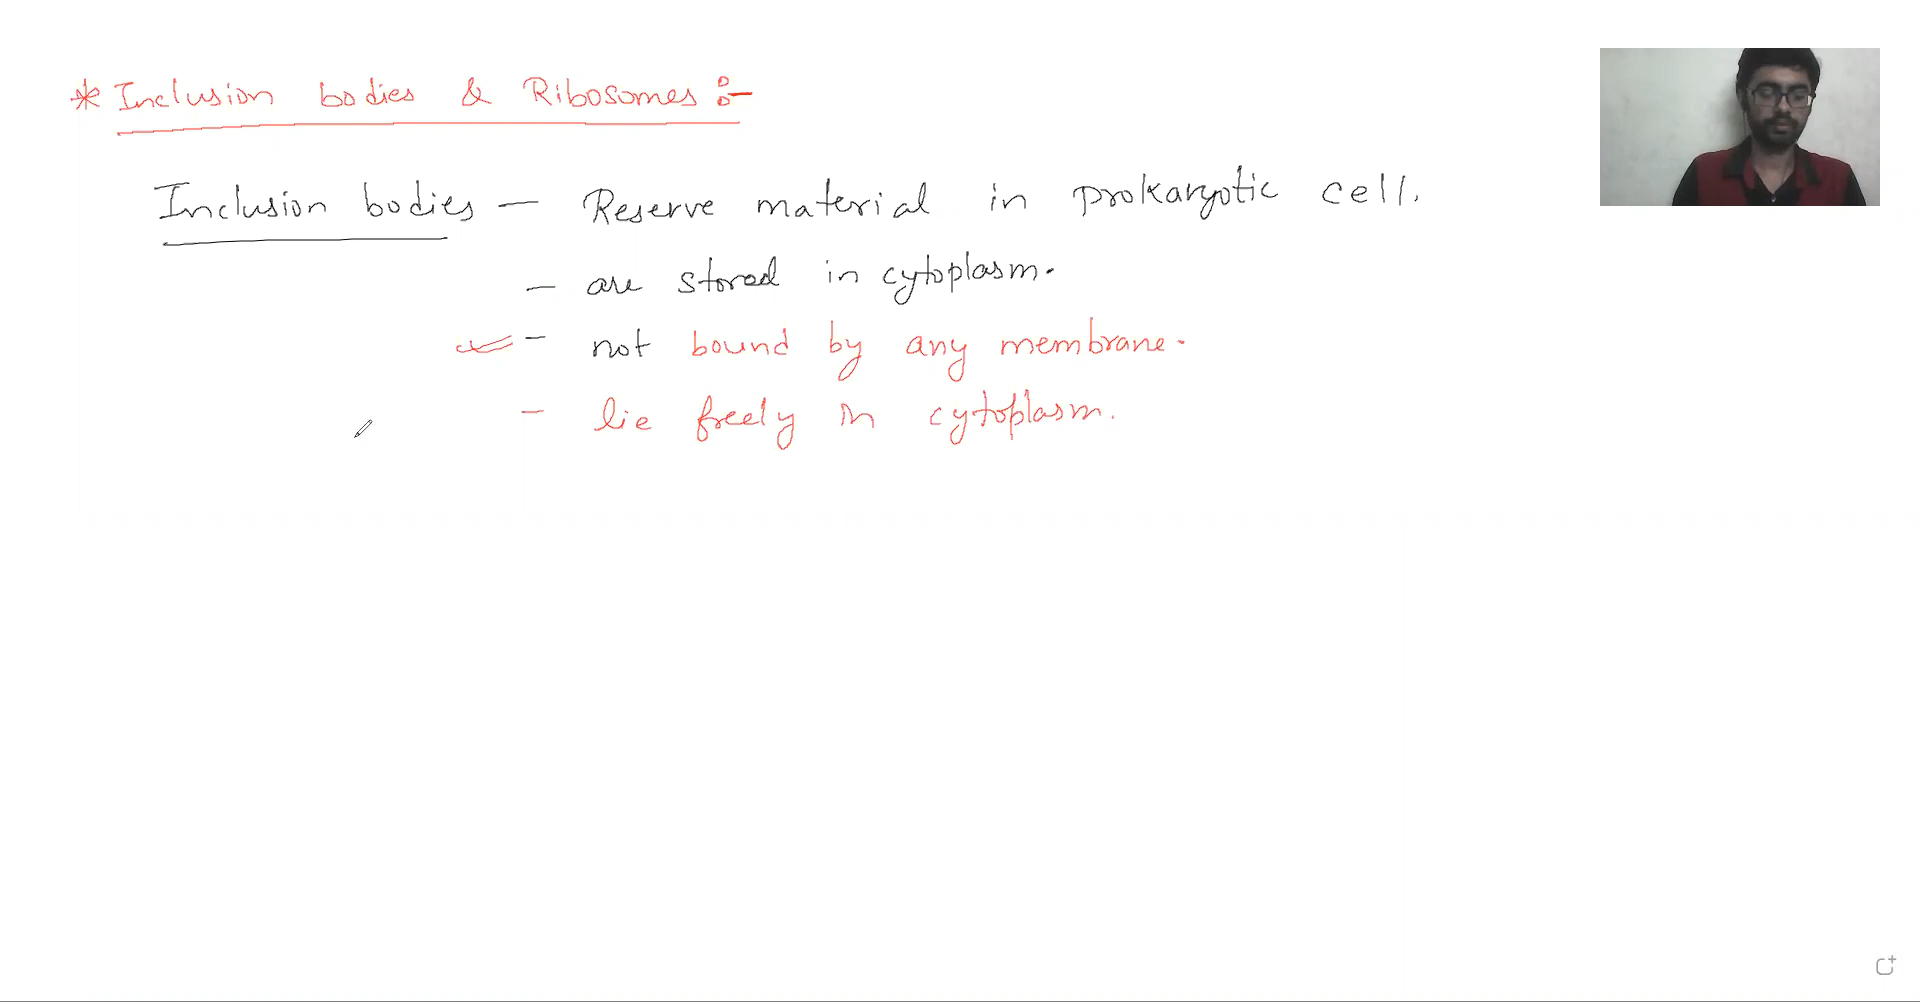 * Inclusion bodies & Ribosomes :-
Inclusion bodies — Reserve material in prokaryotic cell.
— are stored in cytoplasm.
- not bound by any membrane.
- lie freely in cytoplasm.